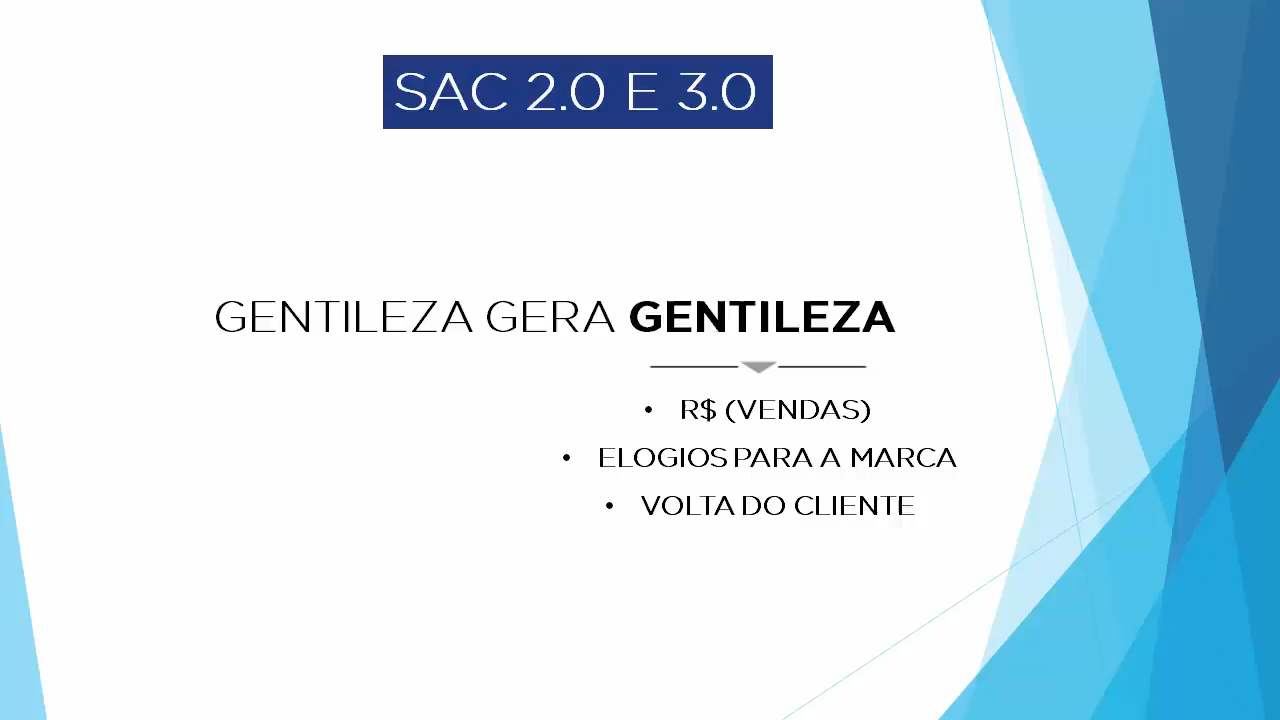 SAC 2.0 E 3.0
GENTILEZA GERA GENTILEZA
• R$ (VENDAS)
• ELOGIOS PARA A MARCA
• VOLTA DO CLIENTE